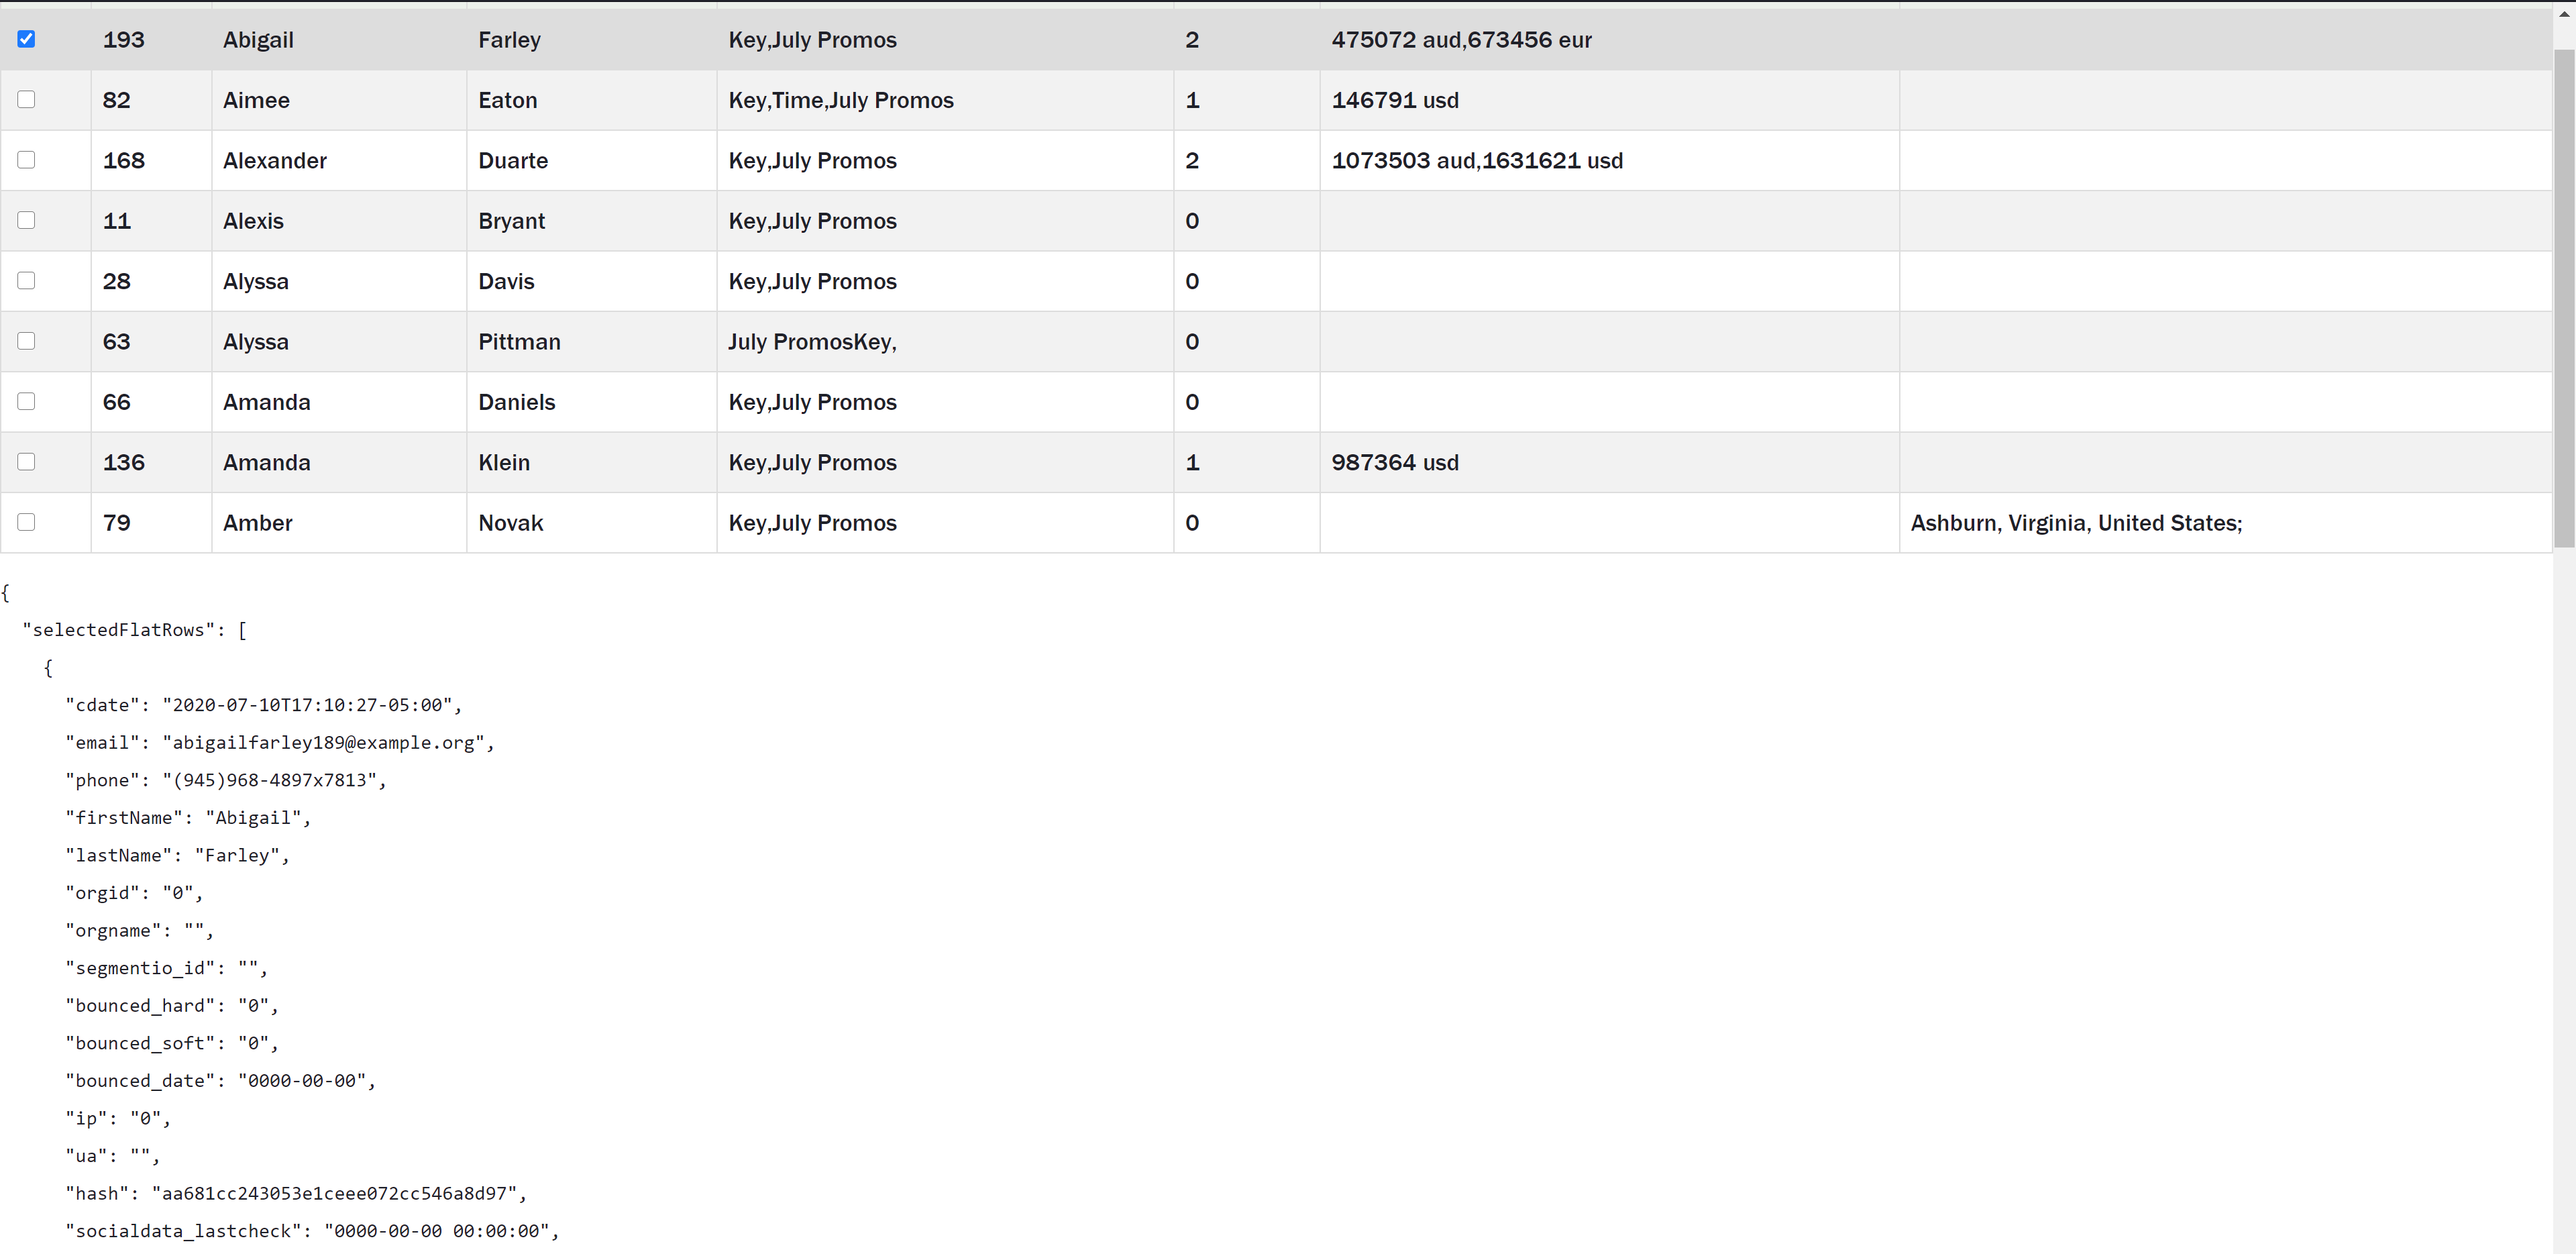 193 Abigail Farley Key,July Promos 2 475072 aud,673456 eur
82 Aimee Eaton Key,Time,July Promos 1 146791 usd
168 Alexander Duarte Key,July Promos 2 1073503 aud,1631621 usd
11 Alexis Bryant Key,July Promos 0
28 Alyssa Davis Key,July Promos 0
63 Alyssa Pittman July PromosKey, 0
66 Amanda Daniels Key,July Promos 0
136 Amanda Klein Key,July Promos 1 987364 usd
79 Amber Novak Key,July Promos 0 Ashburn, Virginia, United States;
{
"selectedFlatRows": [
{
"cdate": "2020-07-10T17:10:27-05:00",
"email": "abigailfarley189@example.org",
"phone": "(945)968-4897x7813",
"firstName": "Abigail",
"lastName": "Farley",
"orgid": "0",
"orgname": "",
"segmentio_id": "",
"bounced_hard": "0",
"bounced_soft": "0",
"bounced_date": "0000-00-00",
"ip": "0",
"ua": "",
"hash": "aa681cc243053e1ceee072cc546a8d97",
"socialdata_lastcheck": "0000-00-00 00:00:00",